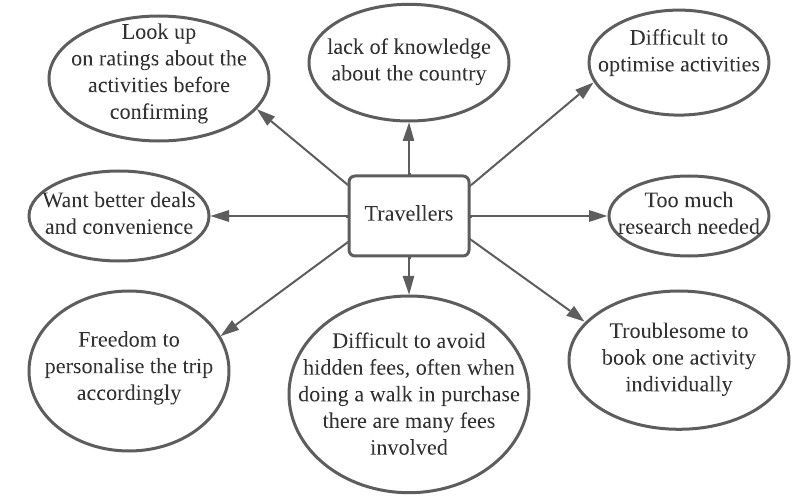 Look up
on ratings about the
activities before
confirming
lack of knowledge
about the country
Difficult to
optimise activities
Want better deals
and convenience
Travellers
Too much
research needed
Freedom to
personalise the trip
accordingly
Difficult to avoid
hidden fees, often when
doing a walk in purchase
there are many fees
involved
Troublesome to
book one activity
individually